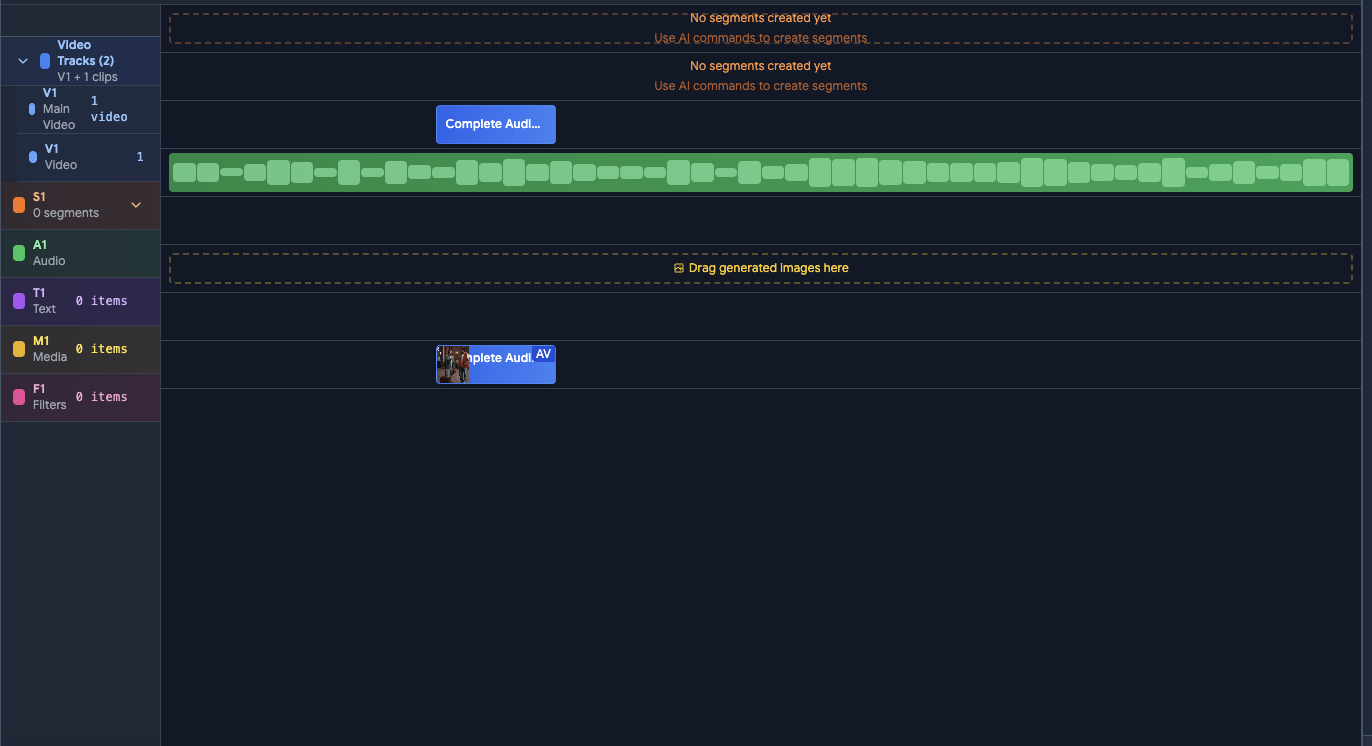 Video
Tracks (2)
V1 + 1 clips
V1
Main
Video
1
video
V1
Video
1
S1
0 segments
A1
Audio
T1
Text
0 items
M1
Media
0 items
F1
Filters
0 items
No segments created yet
Use AI commands to create segments
No segments created yet
Use AI commands to create segments
Complete Audi...
Drag generated images here
plete Audi.
AV